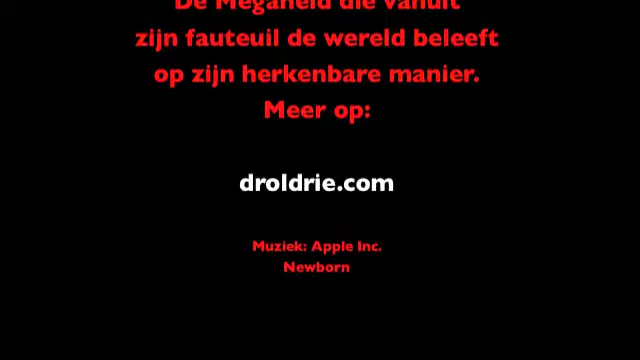 De Megaheld die vanuit
zijn fauteuil de wereld beleeft
op zijn herkenbare manier.
Meer op:
droldrie.com
Muziek: Apple Inc.
Newborn